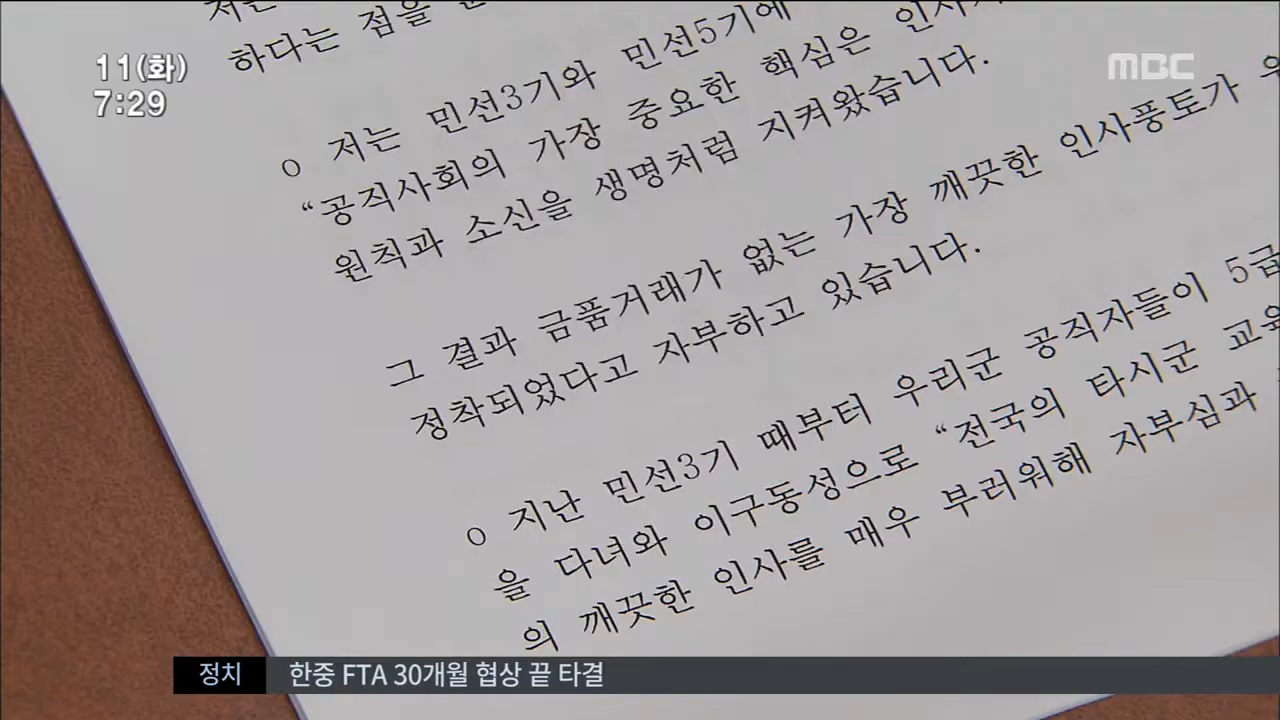 11(화)
7:29
MBC
하다는 점을
o 저는 민선3기와 민선5기에
“공직사회의 가장 중요한 핵심은
원칙과 소신을 생명처럼 지켜왔습니다.
그 결과 금품거래가 없는 가장 깨끗한 인사풍토가
정착되었다고 자부하고 있습니다.
o 지난 민선3기 때부터 우리군 공직자들이 5급
을 다녀와 이구동성으로 “전국의 타시군
의 깨끗한 인사를 매우 부러워해 자부심과
정치
한중 FTA 30개월 협상 끝 타결